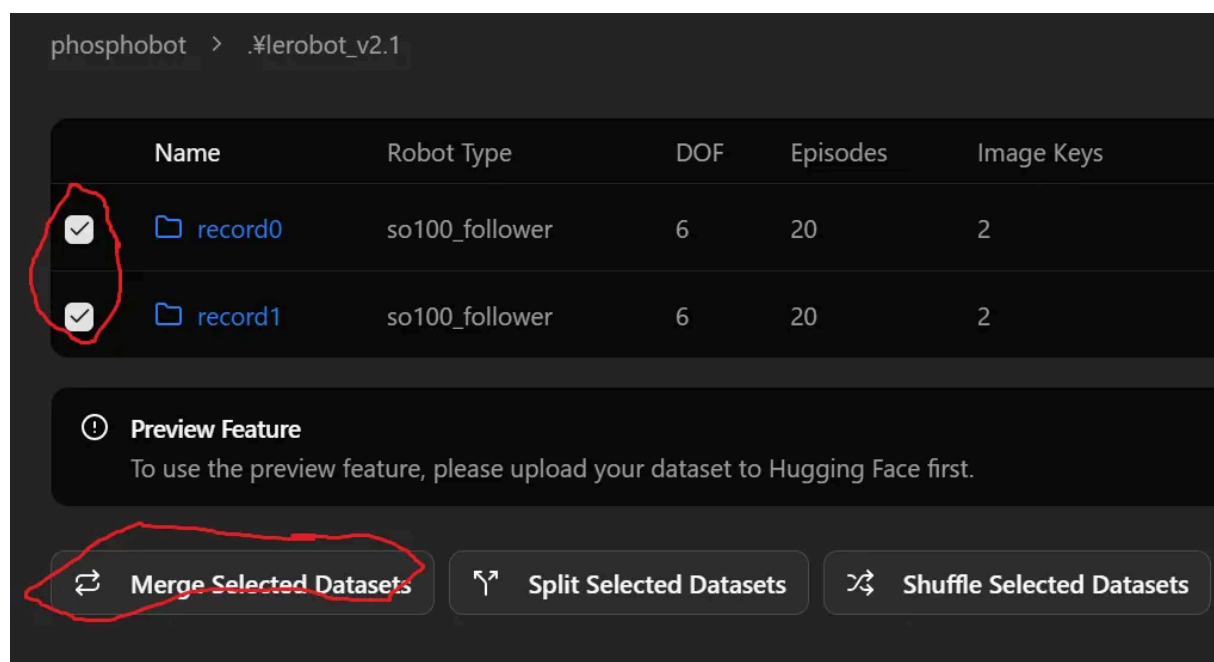 phosphobot > .¥lerobot_v2.1
Name Robot Type DOF Episodes Image Keys
record0 so100_follower 6 20 2
record1 so100_follower 6 20 2
Preview Feature
To use the preview feature, please upload your dataset to Hugging Face first.
Merge Selected Datasets Split Selected Datasets Shuffle Selected Datasets